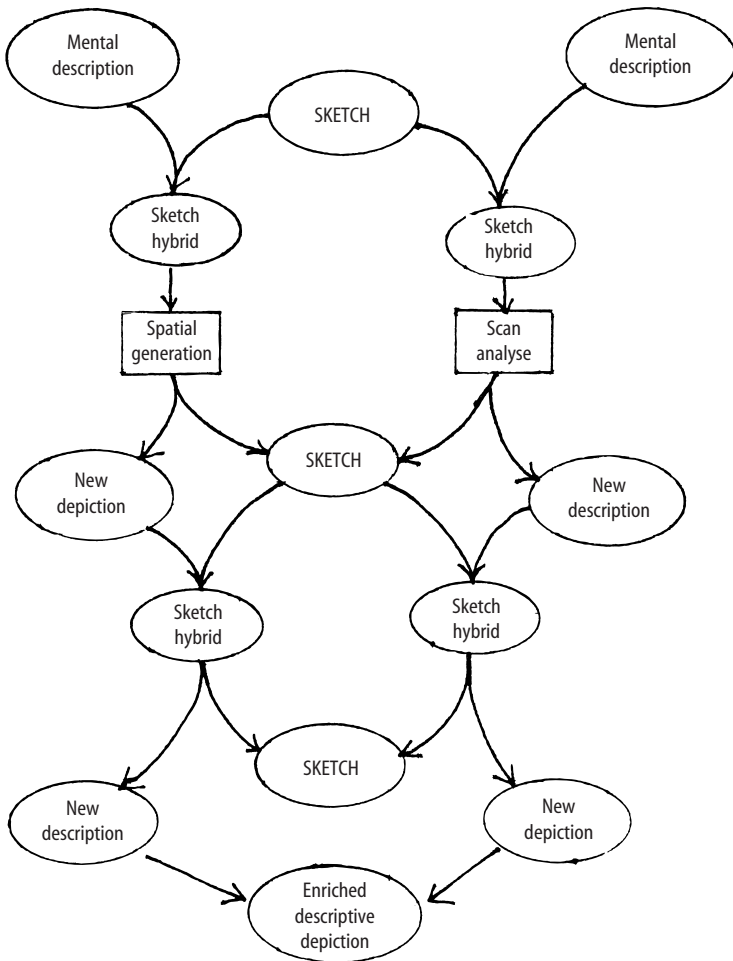 Mental
description
SKETCH
Mental
description
Sketch
hybrid
Sketch
hybrid
Spatial
generation
Scan
analyse
New
depiction
SKETCH
New
description
Sketch
hybrid
Sketch
hybrid
SKETCH
New
description
New
depiction
Enriched
descriptive
depiction